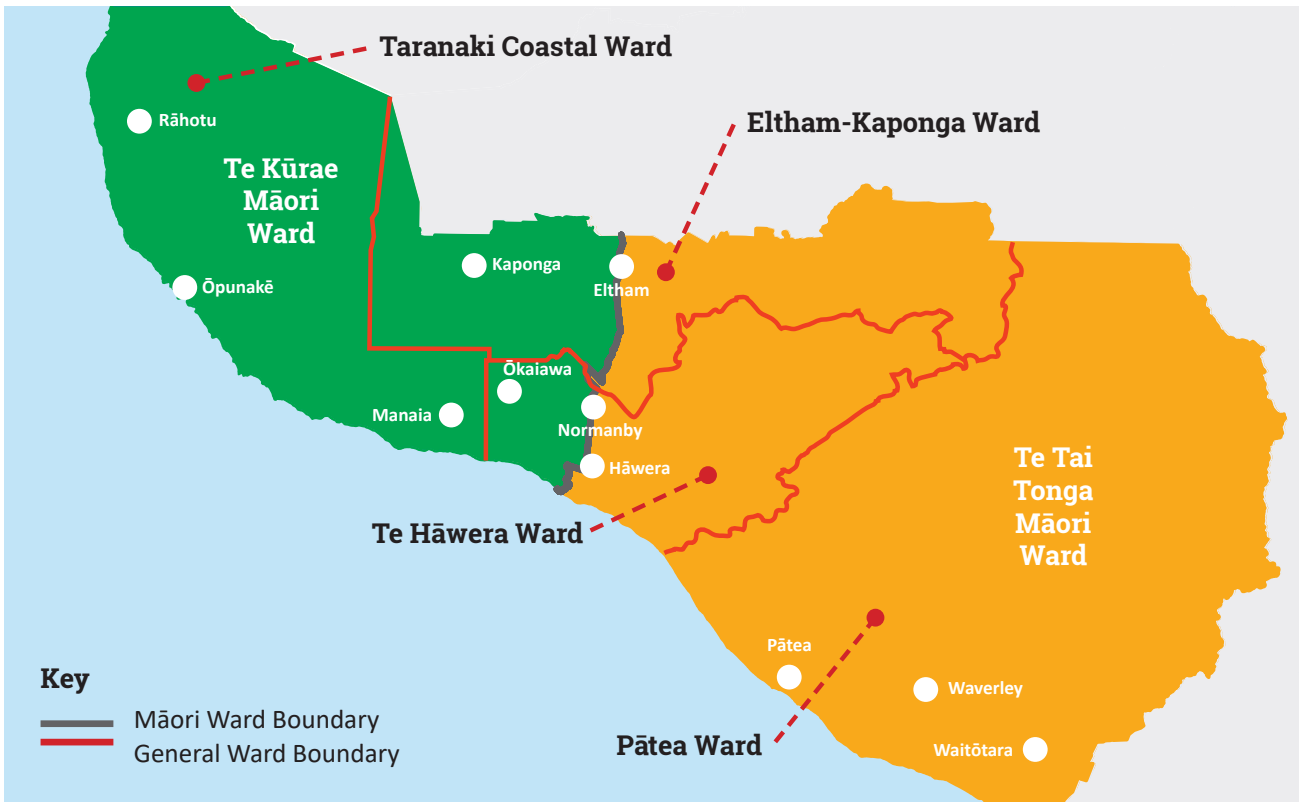 Taranaki Coastal Ward
Rāhotu
Eltham-Kaponga Ward
Te Kūrae
Māori
Ward
Kaponga
Eltham
Ōpunakē
Ōkaiawa
Manaia
Normanby
Hāwera
Te Tai
Tonga
Māori
Ward
Te Hāwera Ward
Pātea
Waverley
Waitōtara
Pātea Ward
Key
Māori Ward Boundary
General Ward Boundary